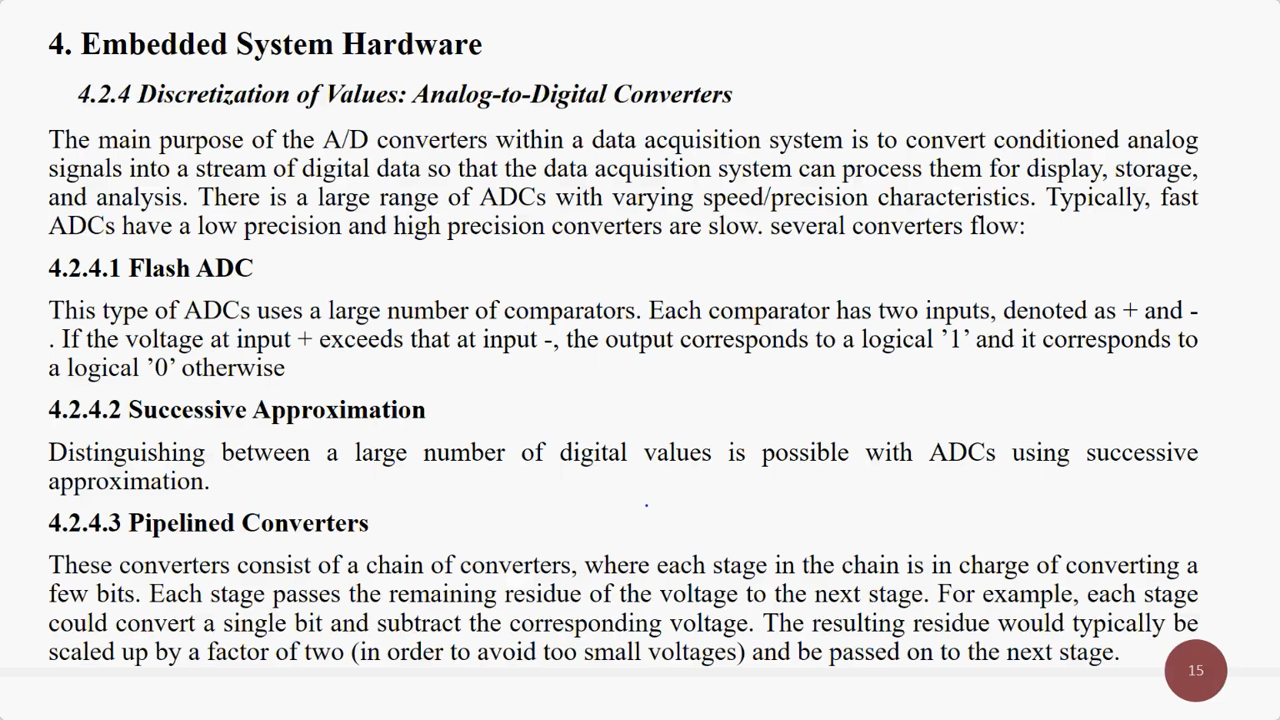 4. Embedded System Hardware
4.2.4 Discretization of Values: Analog-to-Digital Converters
The main purpose of the A/D converters within a data acquisition system is to convert conditioned analog
signals into a stream of digital data so that the data acquisition system can process them for display, storage,
and analysis. There is a large range of ADCs with varying speed/precision characteristics. Typically, fast
ADCs have a low precision and high precision converters are slow. several converters flow:
4.2.4.1 Flash ADC
This type of ADCs uses a large number of comparators. Each comparator has two inputs, denoted as + and -
. If the voltage at input + exceeds that at input -, the output corresponds to a logical ’1’ and it corresponds to
a logical ’0’ otherwise
4.2.4.2 Successive Approximation
Distinguishing between a large number of digital values is possible with ADCs using successive
approximation.
4.2.4.3 Pipelined Converters
These converters consist of a chain of converters, where each stage in the chain is in charge of converting a
few bits. Each stage passes the remaining residue of the voltage to the next stage. For example, each stage
could convert a single bit and subtract the corresponding voltage. The resulting residue would typically be
scaled up by a factor of two (in order to avoid too small voltages) and be passed on to the next stage.
15